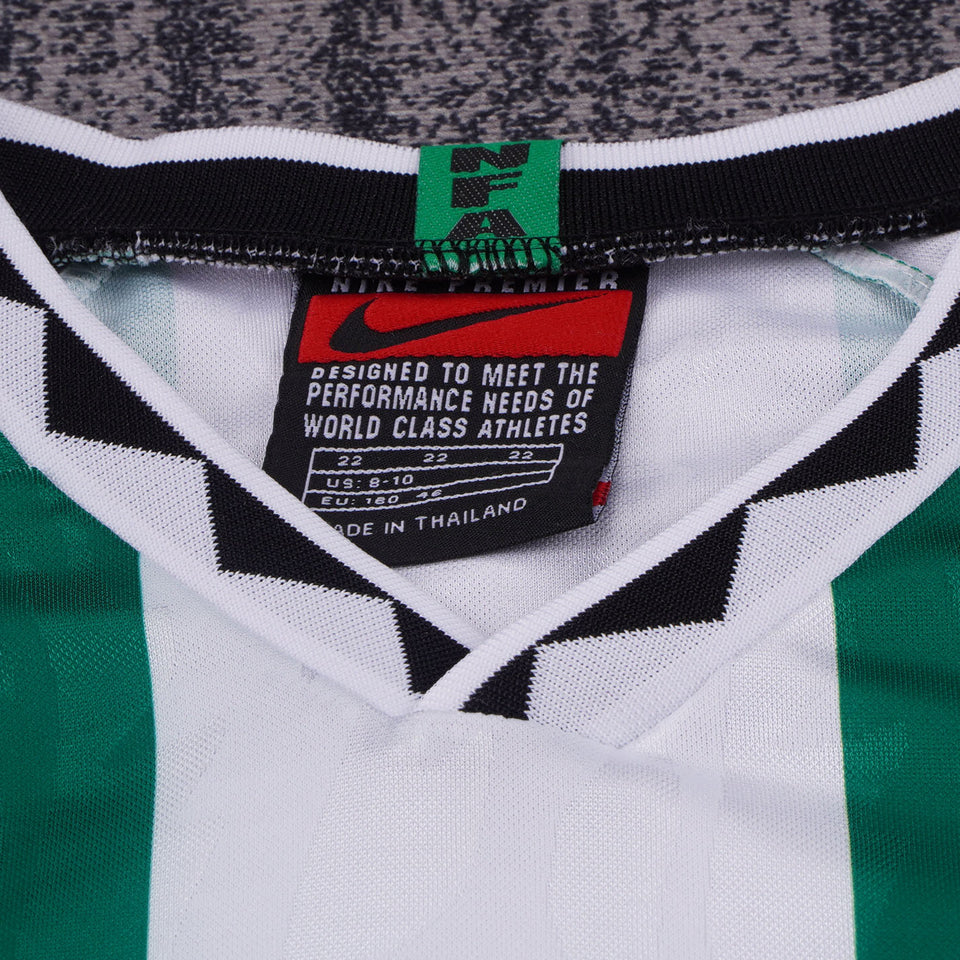 NFA
NIKE PREMIER
DESIGNED TO MEET THE
PERFORMANCE NEEDS OF
WORLD CLASS ATHLETES
22 22 22
US: 8-10
EU: 180 46
ADE IN THAILAND